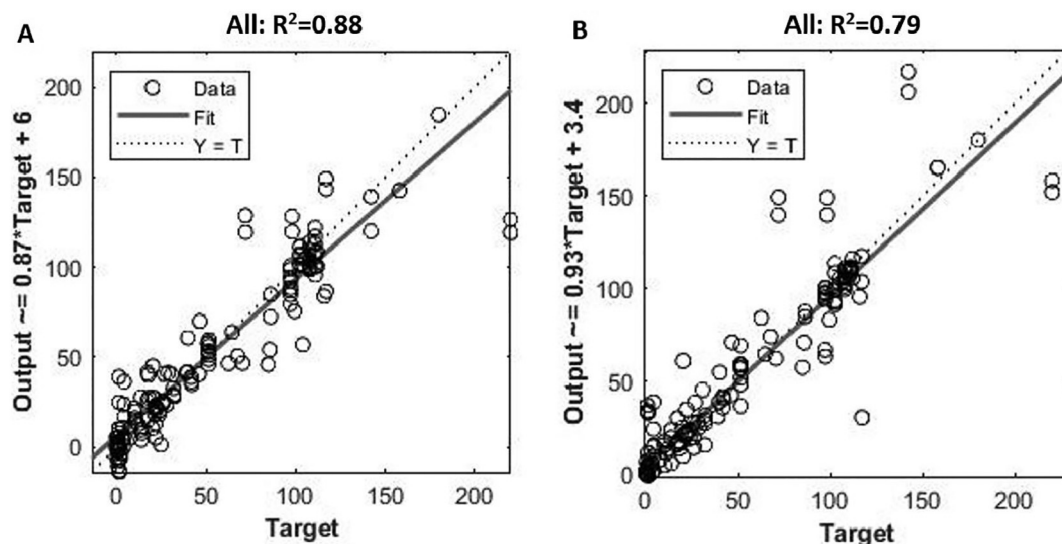 A
All: R²=0.88
Output ~= 0.87*Target + 6
200
150
100
50
0
Data
Fit
Y = T
0 50 100 150 200
Target
B
All: R²=0.79
Output ~= 0.93*Target + 3.4
200
150
100
50
0
Data
Fit
Y = T
0 50 100 150 200
Target